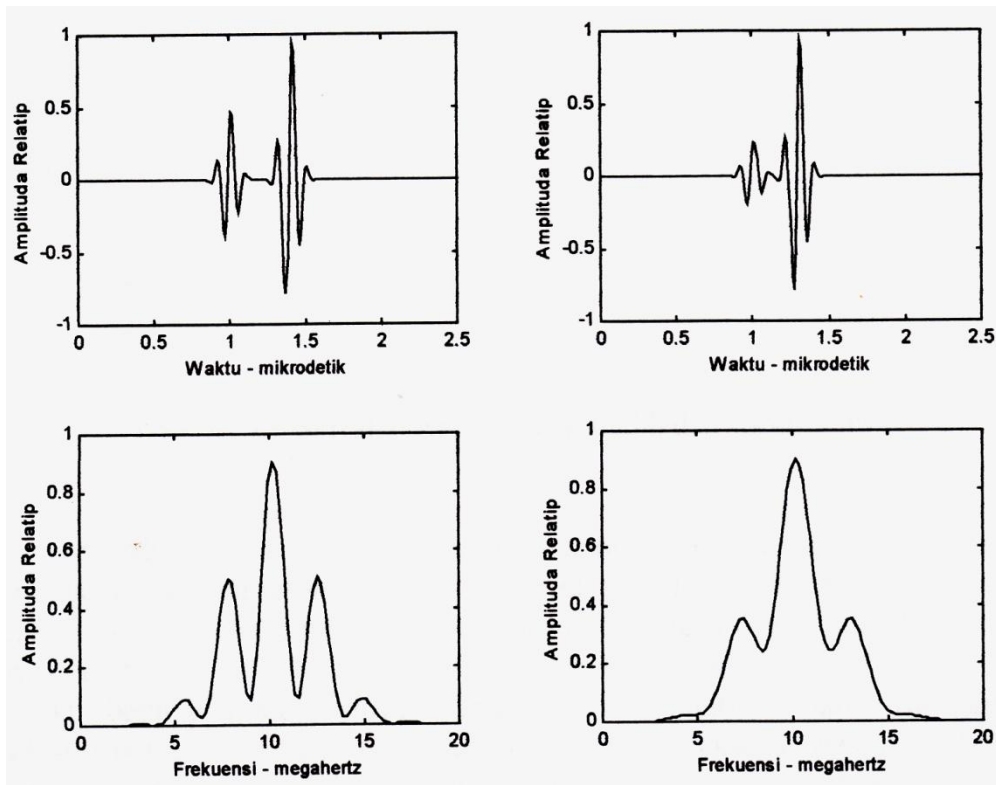 1
0.5
0
-0.5
-1
Amplituda Relatip
0 0.5 1 1.5 2 2.5
Waktu - mikrodetik
1
0.5
0
-0.5
-1
Amplituda Relatip
0 0.5 1 1.5 2 2.5
Waktu - mikrodetik
1
0.8
0.6
0.4
0.2
0
Amplituda Relatip
0 5 10 15 20
Frekuensi - megahertz
1
0.8
0.6
0.4
0.2
0
Amplituda Relatip
0 5 10 15 20
Frekuensi - megahertz